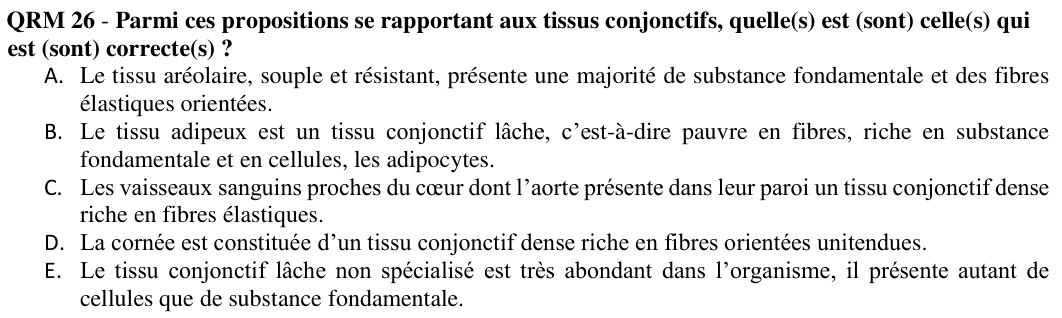 QRM 26 - Parmi ces propositions se rapportant aux tissus conjonctifs, quelle(s) est (sont) celle(s) qui
est (sont) correcte(s) ?
A. Le tissu aréolaire, souple et résistant, présente une majorité de substance fondamentale et des fibres
élastiques orientées.
B. Le tissu adipeux est un tissu conjonctif lâche, c’est-à-dire pauvre en fibres, riche en substance
fondamentale et en cellules, les adipocytes.
C. Les vaisseaux sanguins proches du cœur dont l’aorte présente dans leur paroi un tissu conjonctif dense
riche en fibres élastiques.
D. La cornée est constituée d’un tissu conjonctif dense riche en fibres orientées unitendues.
E. Le tissu conjonctif lâche non spécialisé est très abondant dans l’organisme, il présente autant de
cellules que de substance fondamentale.